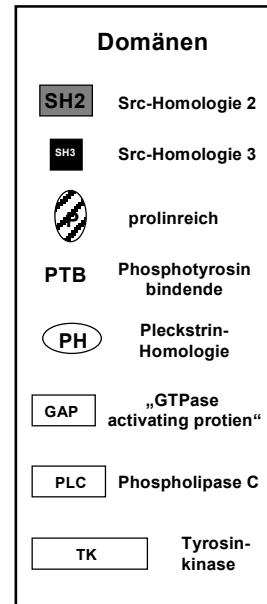 Domänen
SH2 Src-Homologie 2
SH3 Src-Homologie 3
P prolinreich
PTB Phosphotyrosin
bindende
PH Pleckstrin-
Homologie
GAP „GTPase
activating protien“
PLC Phospholipase C
TK Tyrosin-
kinase